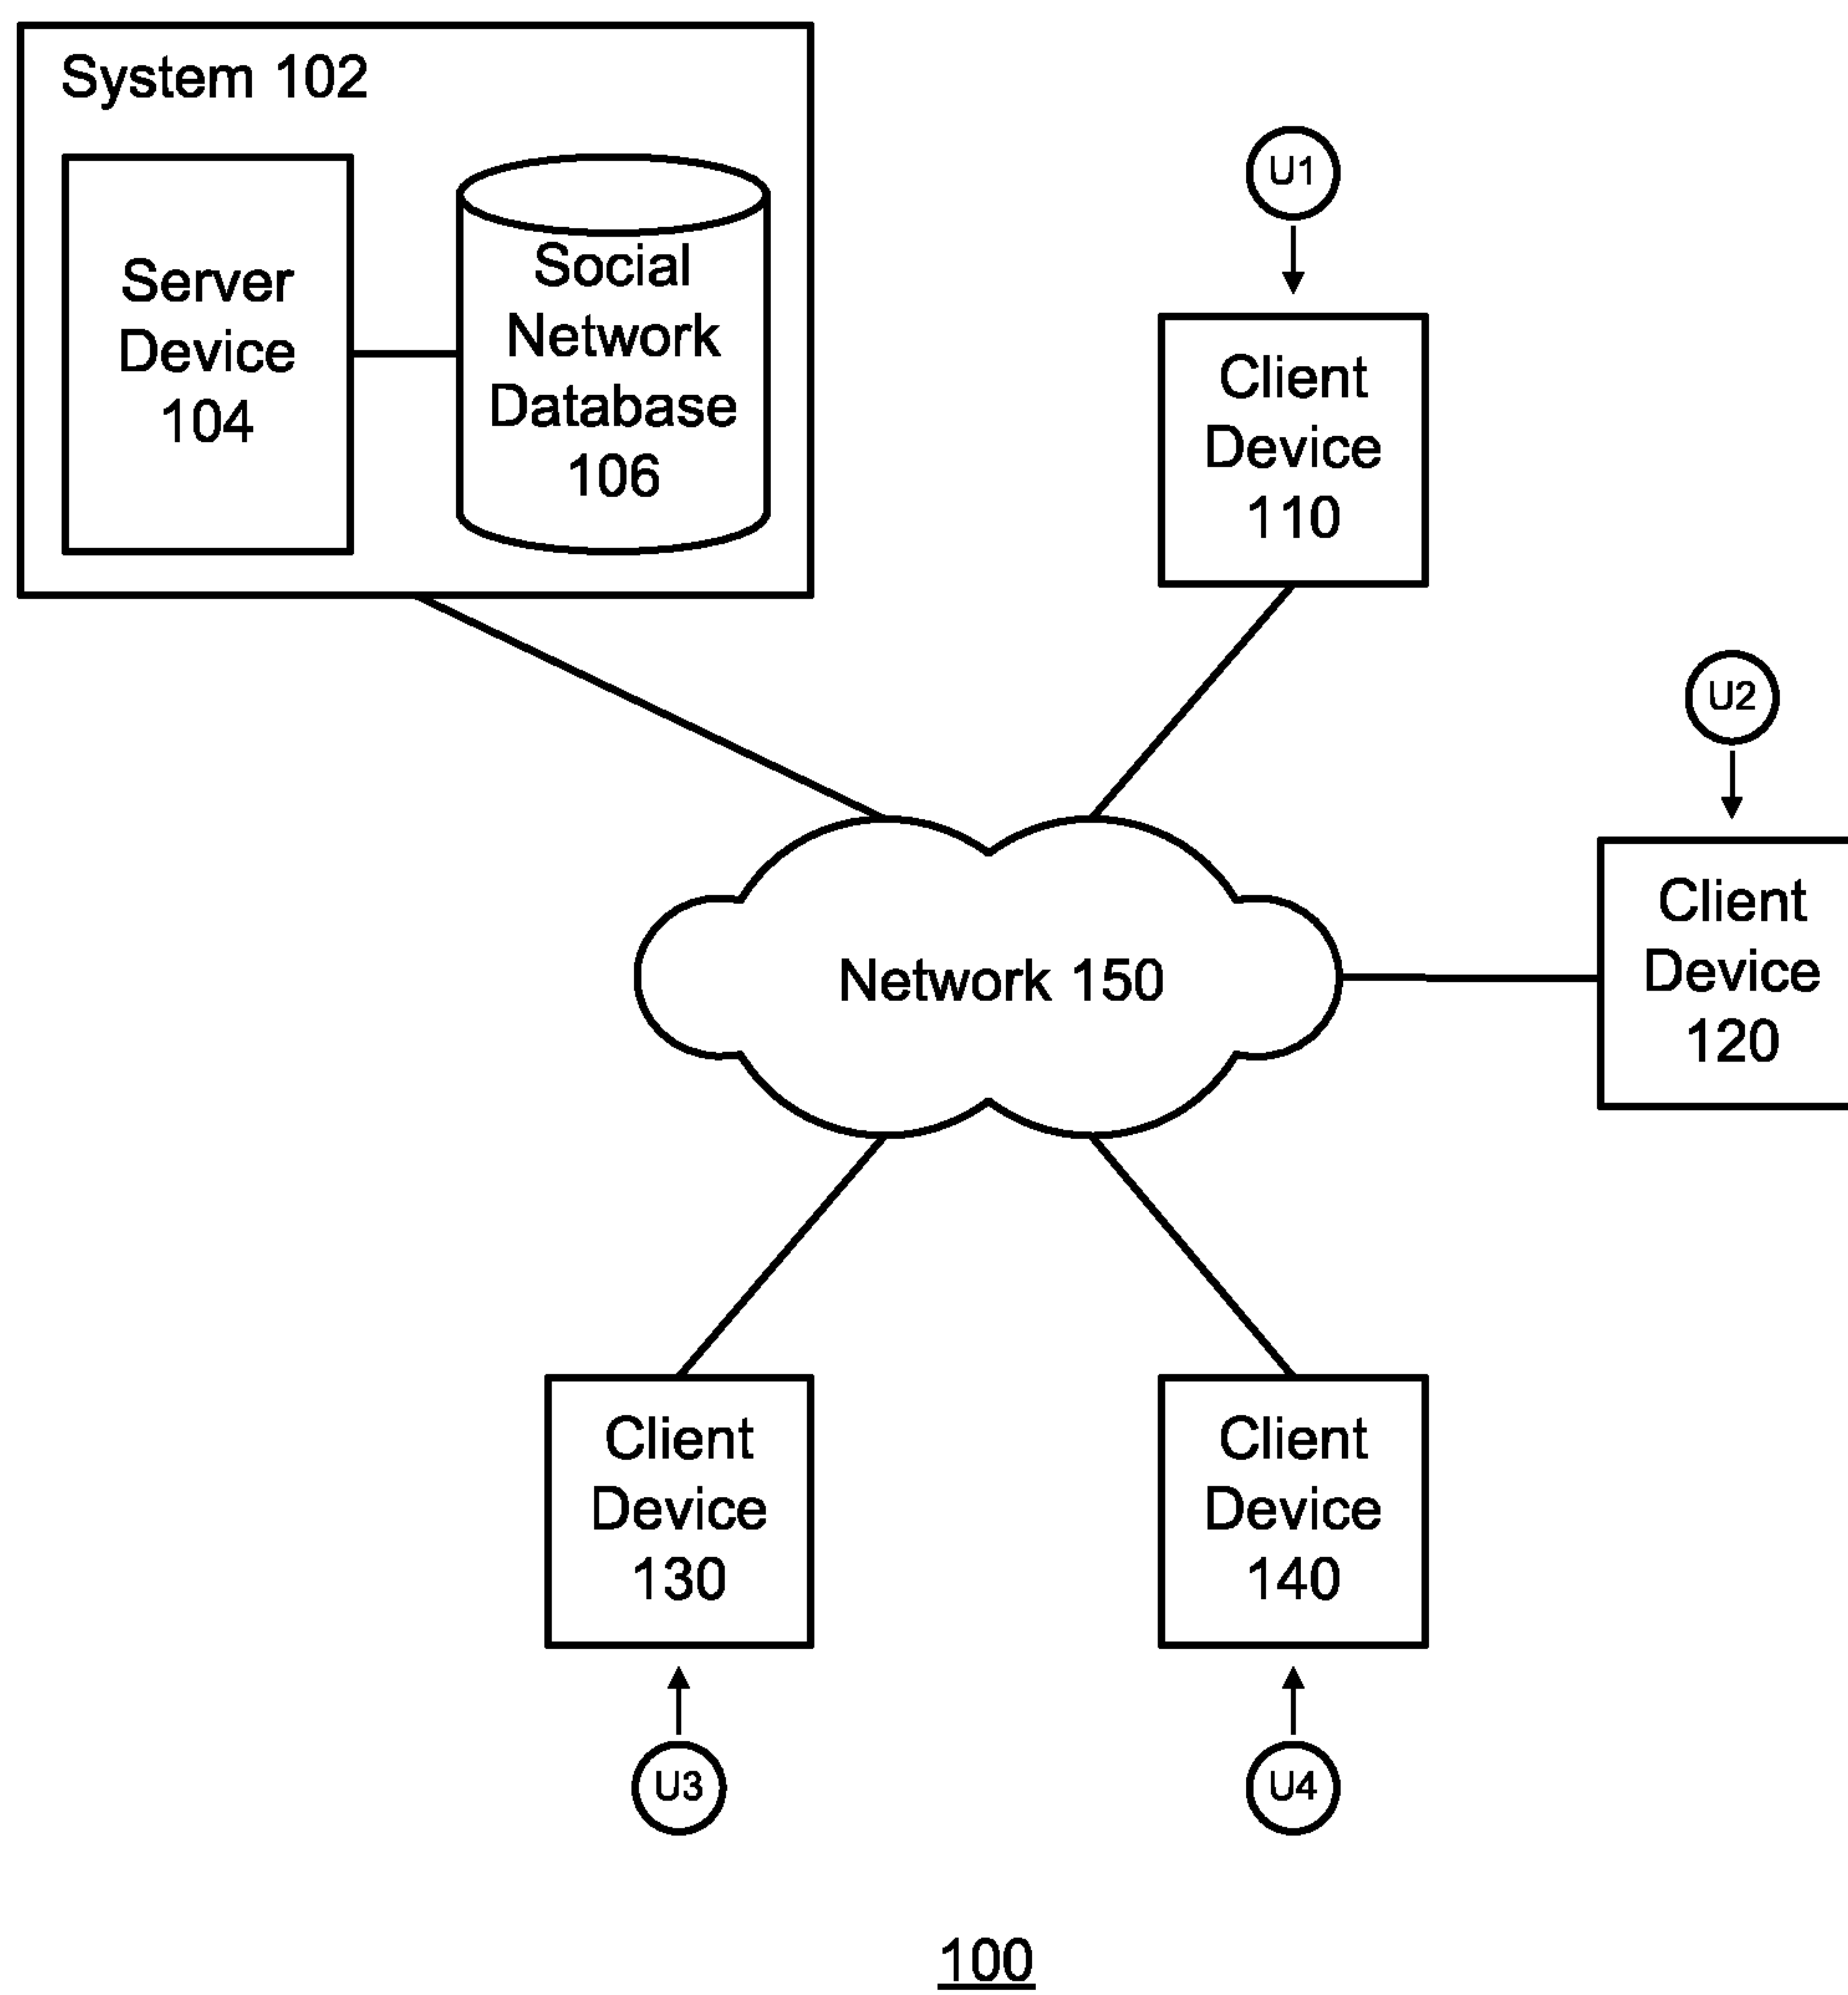 System 102
Server
Device
104
Social
Network
Database
106
U1
Client
Device
110
U2
Client
Device
120
Network 150
Client
Device
130
Client
Device
140
U3
U4
100